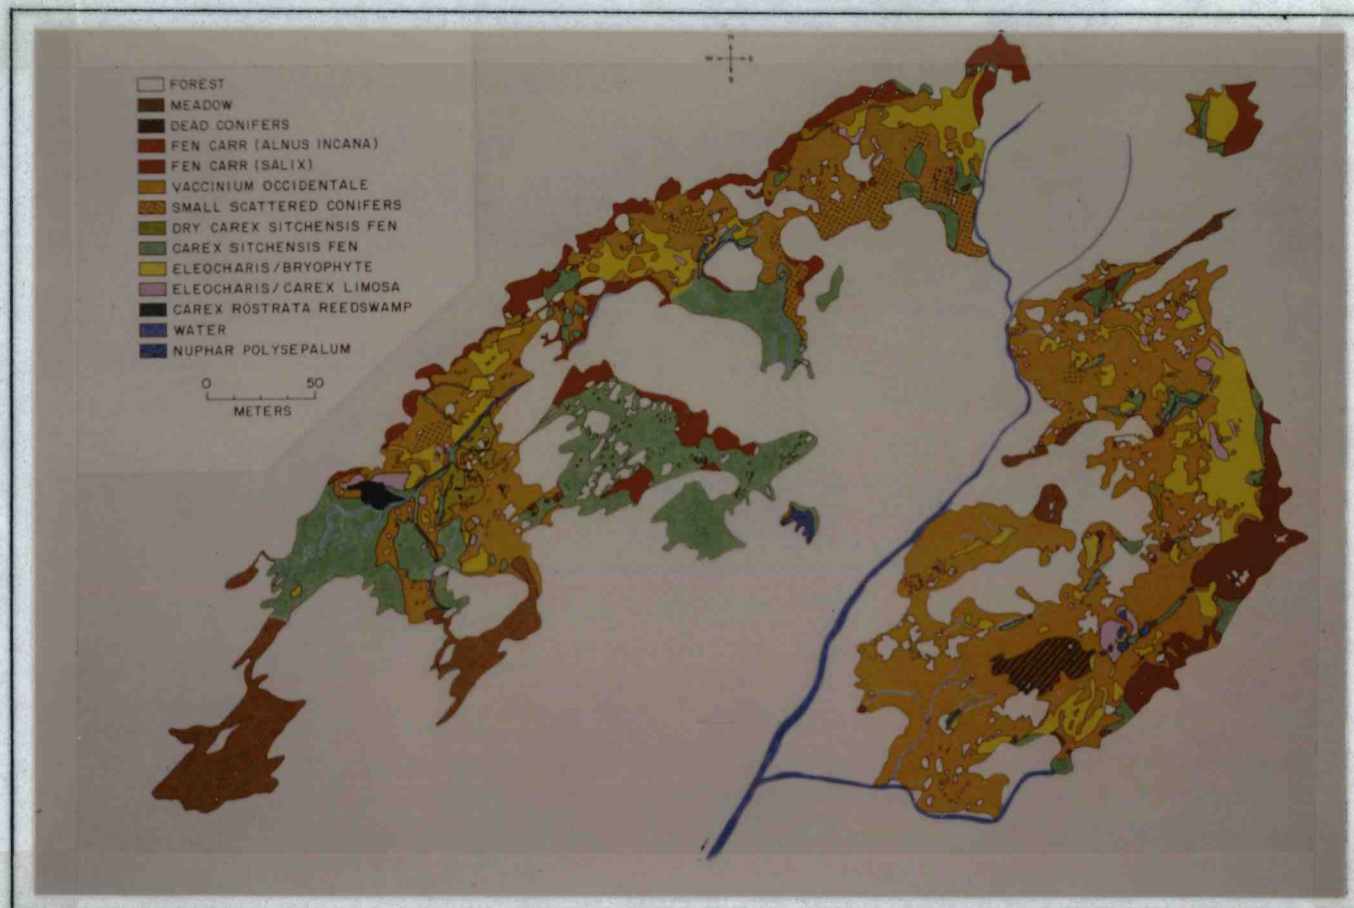 N
W E
S
FOREST
MEADOW
DEAD CONIFERS
FEN CARR (ALNUS INCANA)
FEN CARR (SALIX)
VACCINIUM OCCIDENTALE
SMALL SCATTERED CONIFERS
DRY CAREX SITCHENSIS FEN
CAREX SITCHENSIS FEN
ELEOCHARIS/BRYOPHYTE
ELEOCHARIS/CAREX LIMOSA
CAREX ROSTRATA REEDSWAMP
WATER
NUPHAR POLYSEPALUM
0 50
METERS